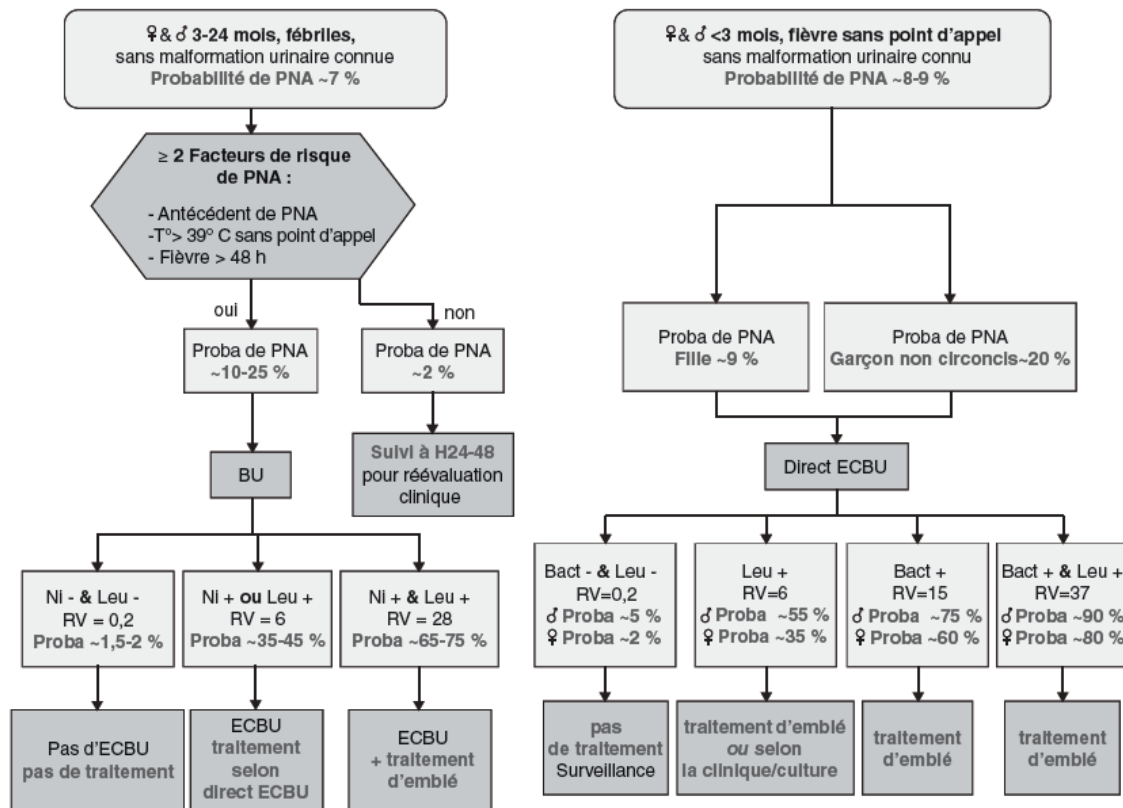 ♀& ♂ 3-24 mois, fébriles,
sans malformation urinaire connue
Probabilité de PNA ~7 %
≥ 2 Facteurs de risque
de PNA :
- Antécédent de PNA
-T°> 39° C sans point d'appel
- Fièvre > 48 h
oui
non
Proba de PNA
~10-25 %
Proba de PNA
~2 %
BU
Suivi à H24-48
pour réévaluation
clinique
Ni - & Leu -
RV = 0,2
Proba ~1,5-2 %
Ni + ou Leu +
RV = 6
Proba ~35-45 %
Ni + & Leu +
RV = 28
Proba ~65-75 %
Pas d'ECBU
pas de traitement
ECBU
traitement
selon
direct ECBU
ECBU
+ traitement
d'emblé
♀ & ♂ <3 mois, fièvre sans point d'appel
sans malformation urinaire connu
Probabilité de PNA ~8-9 %
Proba de PNA
Fille ~9 %
Proba de PNA
Garçon non circoncis~20 %
Direct ECBU
Bact - & Leu -
RV=0,2
♂ Proba ~5 %
♀ Proba ~2 %
Leu +
RV=6
♂ Proba ~55 %
♀ Proba ~35 %
Bact +
RV=15
♂ Proba ~75 %
♀ Proba ~60 %
Bact + & Leu +
RV=37
♂ Proba ~90 %
♀ Proba ~80 %
pas
de traitement
Surveillance
traitement d'emblé
ou selon
la clinique/culture
traitement
d'emblé
traitement
d'emblé